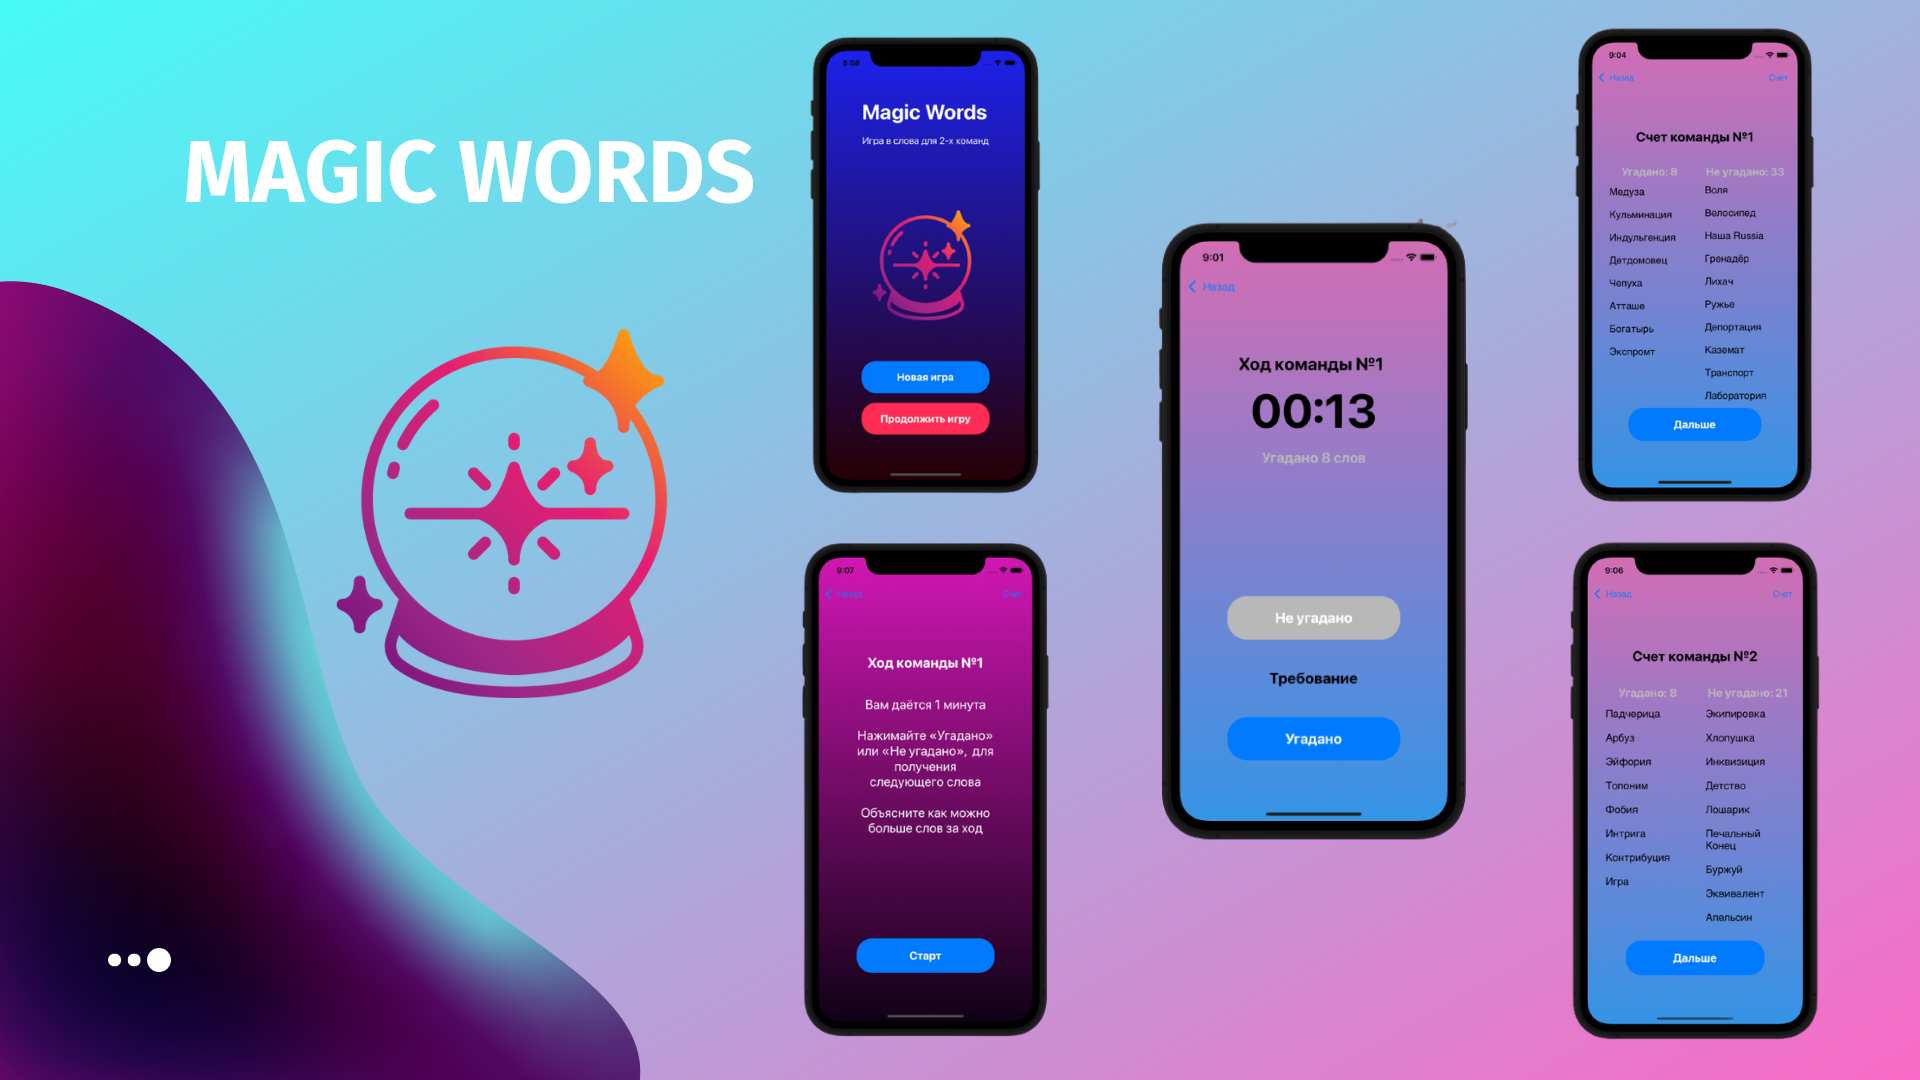 MAGIC WORDS
8:58
Magic Words
Игра в слова для 2-х команд
Новая игра
Продолжить игру
9:07
Назад
Счет
Ход команды №1
Вам даётся 1 минута
Нажимайте «Угадано»
или «Не угадано», для
получения
следующего слова
Объясните как можно
больше слов за ход
Старт
9:01
Назад
Ход команды №1
00:13
Угадано 8 слов
Не угадано
Требование
Угадано
9:04
Назад
Счет
Счет команды №1
Угадано: 8
Не угадано: 33
Медуза
Воля
Кульминация
Велосипед
Индульгенция
Наша Russia
Детдомовец
Гренадёр
Чепуха
Лихач
Атташе
Ружье
Богатырь
Депортация
Экспромт
Каземат
Транспорт
Лаборатория
Дальше
9:06
Назад
Счет
Счет команды №2
Угадано: 8
Не угадано: 21
Падчерица
Экипировка
Арбуз
Хлопушка
Эйфория
Инквизиция
Топоним
Детство
Фобия
Лошарик
Интрига
Печальный
Конец
Контрибуция
Буржуй
Игра
Эквивалент
Апельсин
Дальше